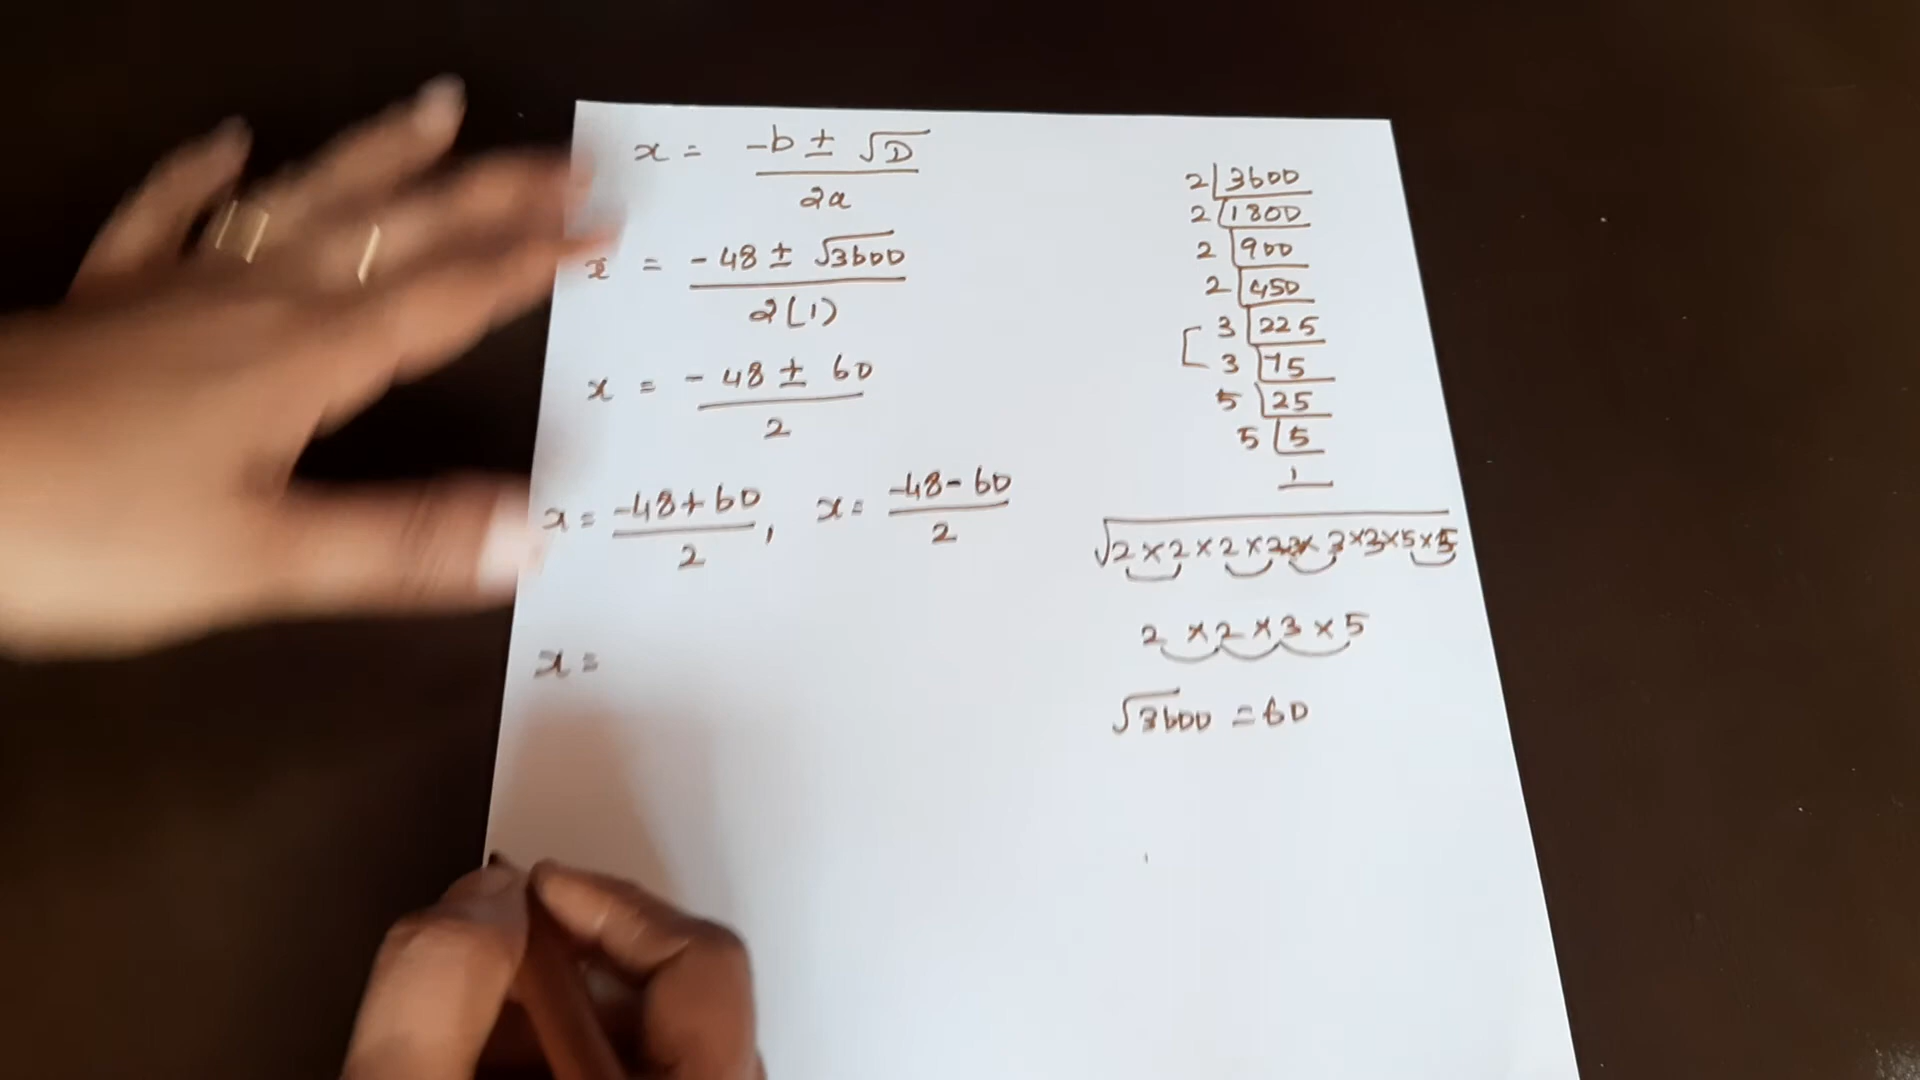 x = -b ± √D
2a
x = -48 ± √3600
2(1)
x = -48 ± 60
2
x = -48+60 , x = -48-60
2 2
x =
2 3600
2 1800
2 900
2 450
3 225
3 75
5 25
5 5
1
√2×2×2× 3×3×5×5
2×2×3×5
√3600 = 60